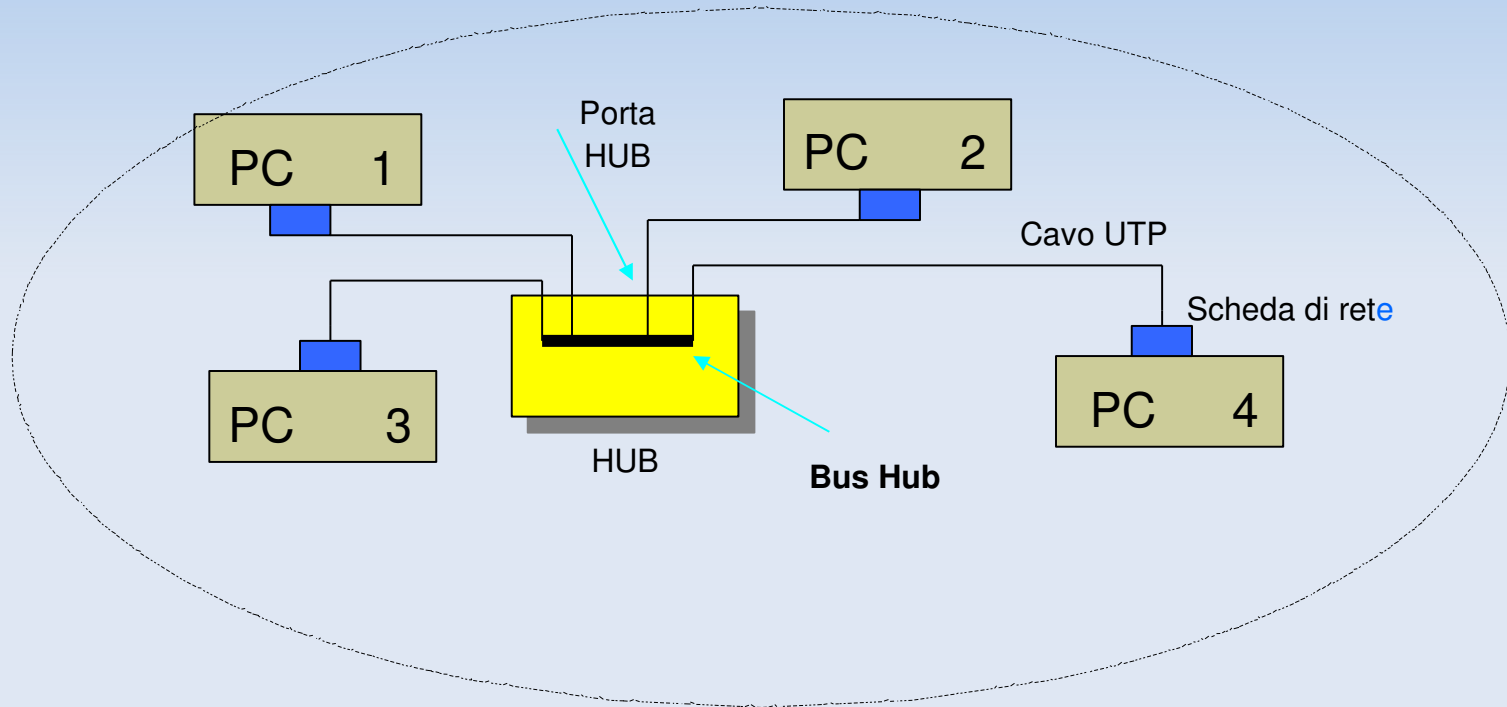 Porta
HUB
PC 1
PC 2
Cavo UTP
Scheda di rete
PC 3
PC 4
HUB
Bus Hub